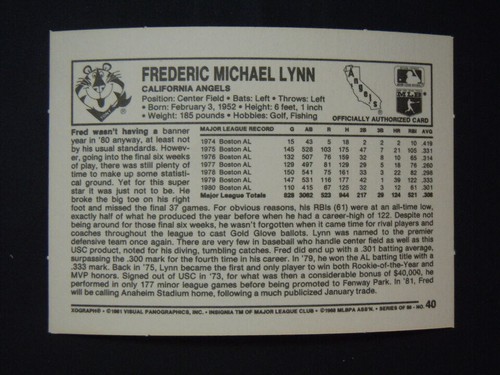 FREDERIC MICHAEL LYNN
CALIFORNIA ANGELS
Position: Center Field • Bats: Left • Throws: Left
• Born: February 3, 1952 • Height: 6 feet, 1 inch
• Weight: 185 pounds • Hobbies: Golf, Fishing
Angels
MLB
OFFICIALLY AUTHORIZED CARD
Fred wasn't having a banner
year in '80 anyway, at least not
by his usual standards. Howev-
er, going into the final six weeks
of play, there was still plenty of
time to make up some statisti-
cal ground. Yet for this super
star it was just not to be. He
broke the big toe on his right
foot and missed the final 37 games. For obvious reasons, his RBIs (61) were at an all-time low,
exactly half of what he produced the year before when he had a career-high of 122. Despite not
being around for those final six weeks, he wasn't forgotten when it came time for rival players and
coaches throughout the league to cast Gold Glove ballots. Lynn was named to the premier
defensive team once again. There are very few in baseball who handle center field as well as this
USC product, noted for his diving, tumbling catches. Fred did end up with a .301 batting average,
surpassing the .300 mark for the fourth time in his career. In '79, he won the AL batting title with a
.333 mark. Back in '75, Lynn became the first and only player to win both Rookie-of-the-Year and
MVP honors. Signed out of USC in '73, for what was then a considerable bonus of $40,000, he
performed in only 177 minor league games before being promoted to Fenway Park. In '81, Fred
will be calling Anaheim Stadium home, following a much publicized January trade.
MAJOR LEAGUE RECORD G AB R H 2B 3B HR RBI AVG
1974 Boston AL 15 43 5 18 2 2 2 10 .419
1975 Boston AL 145 528 103 175 47 7 21 105 .331
1976 Boston AL 132 507 76 159 32 8 10 65 .314
1977 Boston AL 129 497 81 129 29 5 18 76 .260
1978 Boston AL 150 541 75 161 33 3 22 82 .298
1979 Boston AL 147 531 116 177 42 1 39 122 .333
1980 Boston AL 110 415 67 125 32 3 12 61 .301
Major League Totals 828 3062 523 944 217 29 124 521 .308
XOGRAPH® ©1981 VISUAL PANOGRAPHICS, INC. • INSIGNIA TM OF MAJOR LEAGUE CLUB • MLBPA ASS'N. • SERIES OF 66 • NO. 40